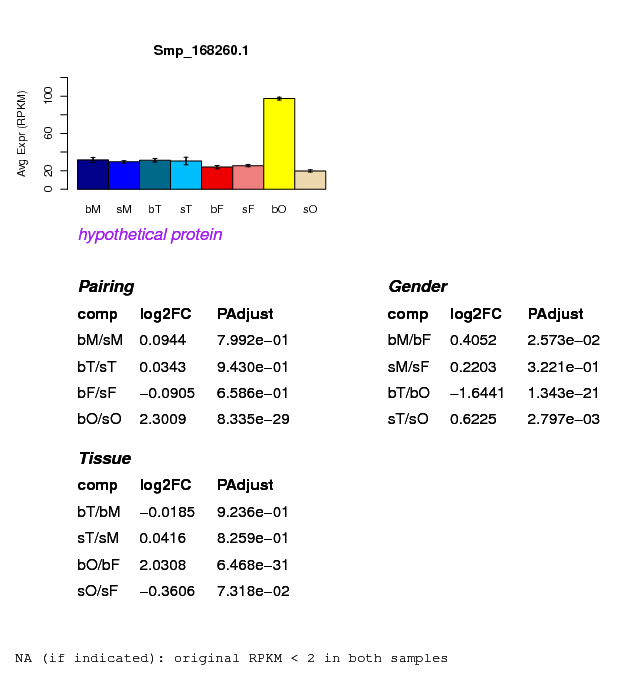 Smp_168260.1
Avg Expr (RPKM)
100
60
20
0
bM sM bT sT bF sF bO sO
hypothetical protein
Pairing
comp log2FC PAdjust
bM/sM 0.0944 7.992e−01
bT/sT 0.0343 9.430e−01
bF/sF −0.0905 6.586e−01
bO/sO 2.3009 8.335e−29
Gender
comp log2FC PAdjust
bM/bF 0.4052 2.573e−02
sM/sF 0.2203 3.221e−01
bT/bO −1.6441 1.343e−21
sT/sO 0.6225 2.797e−03
Tissue
comp log2FC PAdjust
bT/bM −0.0185 9.236e−01
sT/sM 0.0416 8.259e−01
bO/bF 2.0308 6.468e−31
sO/sF −0.3606 7.318e−02
NA (if indicated): original RPKM < 2 in both samples